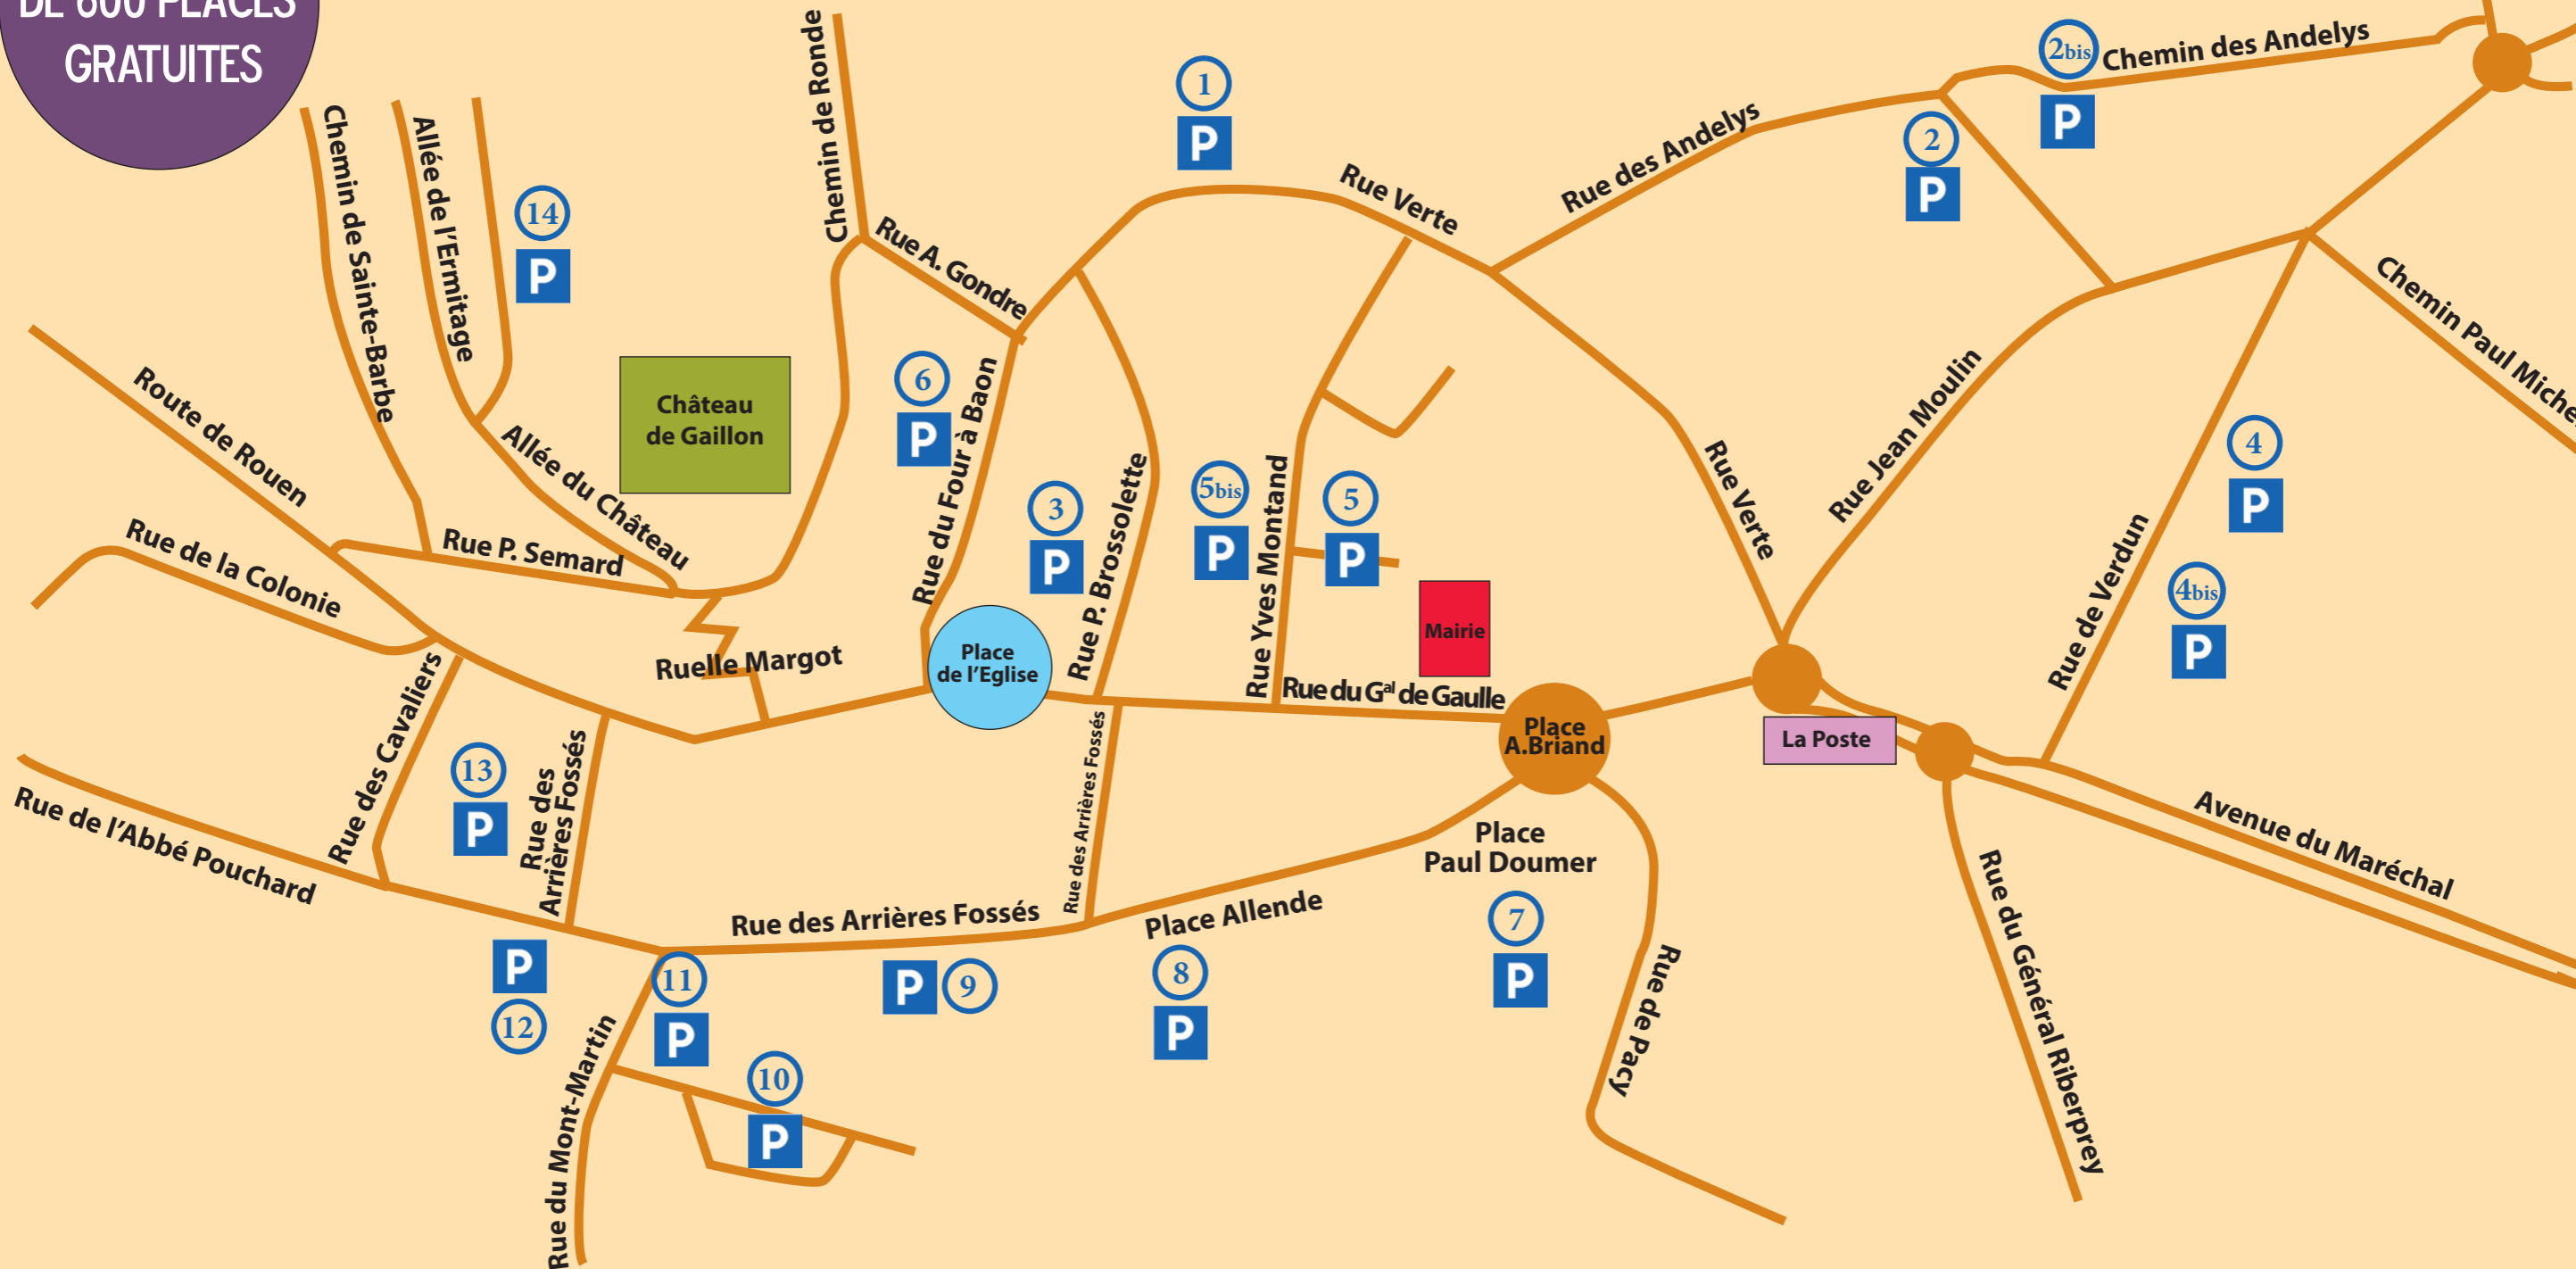 DE 600 PLACES
GRATUITES
Chemin de Sainte-Barbe
Allée de l'Ermitage
14
P
Chemin de Ronde
Rue A. Gondre
1
P
Rue Verte
Rue des Andelys
2bis
P
Chemin des Andelys
2
P
Chemin Paul Miche
Route de Rouen
Château
de Gaillon
Allée du Château
6
P
Rue du Four à Baon
3
P
Rue P. Brossolette
5bis
P
Rue Yves Montand
5
P
Mairie
Rue Verte
Rue Jean Moulin
4
P
4bis
P
Rue de Verdun
Rue de la Colonie
Rue P. Semard
Ruelle Margot
Place
de l'Eglise
Rue du Gal de Gaulle
Place
A.Briand
La Poste
Avenue du Maréchal
Rue des Cavaliers
13
P
Rue des
Arrières Fossés
Rue de l'Abbé Pouchard
Rue des Arrières Fossés
Rue des Arrières Fossés
Place Allende
Place
Paul Doumer
7
P
Rue de Pacy
Rue du Général Riberprey
P
12
11
P
P
9
8
P
10
P
Rue du Mont-Martin